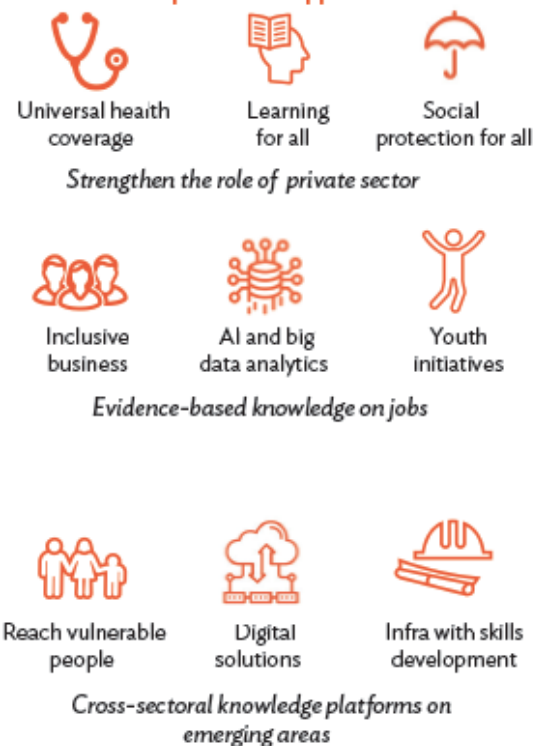 Universal health
coverage
Learning
for all
Social
protection for all
Strengthen the role of private sector
Inclusive
business
AI and big
data analytics
Youth
initiatives
Evidence-based knowledge on jobs
Reach vulnerable
people
Digital
solutions
Infra with skills
development
Cross-sectoral knowledge platforms on
emerging areas